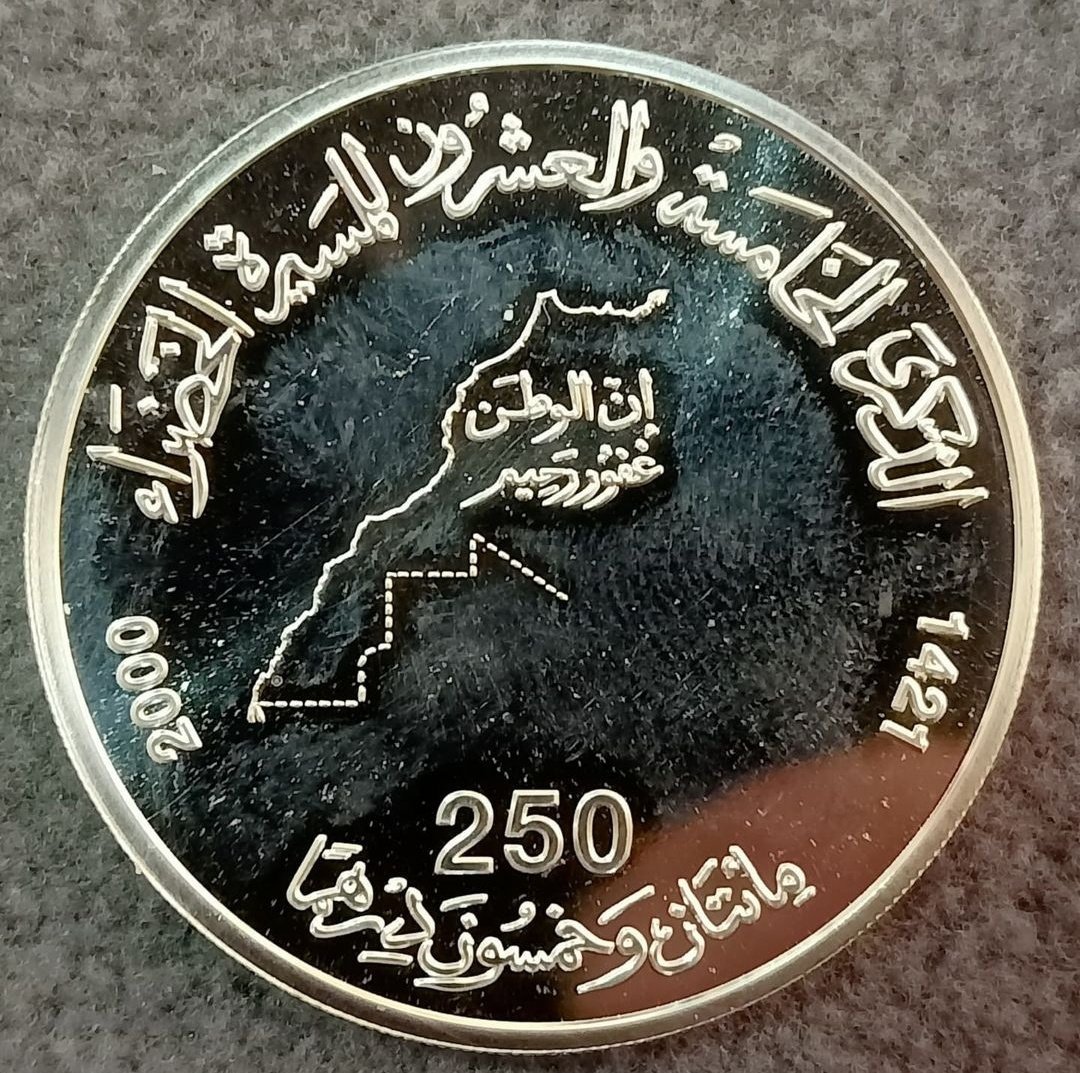 الذكرى الخامسة والعشرون للمسيرة الخضراء
إن الوطن
غفور رحيم
1421
2000
250
مائتان وخمسون درهما